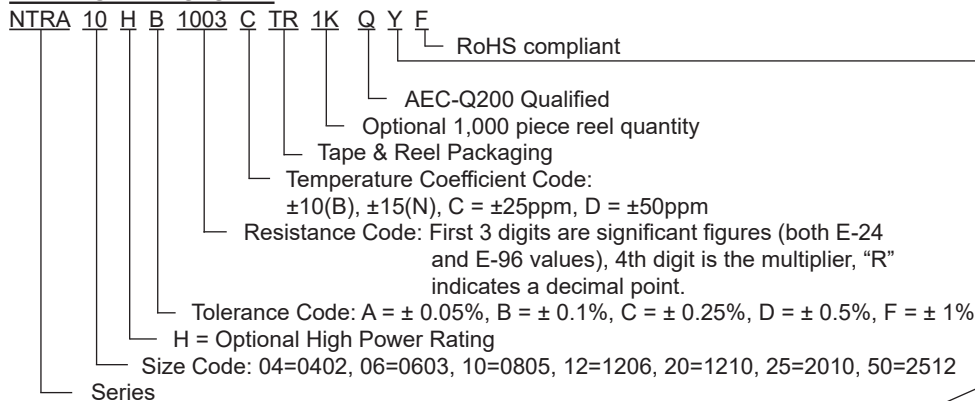 NTRA 10 H B 1003 C TR 1K Q Y F
RoHS compliant
AEC-Q200 Qualified
Optional 1,000 piece reel quantity
Tape & Reel Packaging
Temperature Coefficient Code:
±10(B), ±15(N), C = ±25ppm, D = ±50ppm
Resistance Code: First 3 digits are significant figures (both E-24
and E-96 values), 4th digit is the multiplier, “R”
indicates a decimal point.
Tolerance Code: A = ± 0.05%, B = ± 0.1%, C = ± 0.25%, D = ± 0.5%, F = ± 1%
H = Optional High Power Rating
Size Code: 04=0402, 06=0603, 10=0805, 12=1206, 20=1210, 25=2010, 50=2512
Series